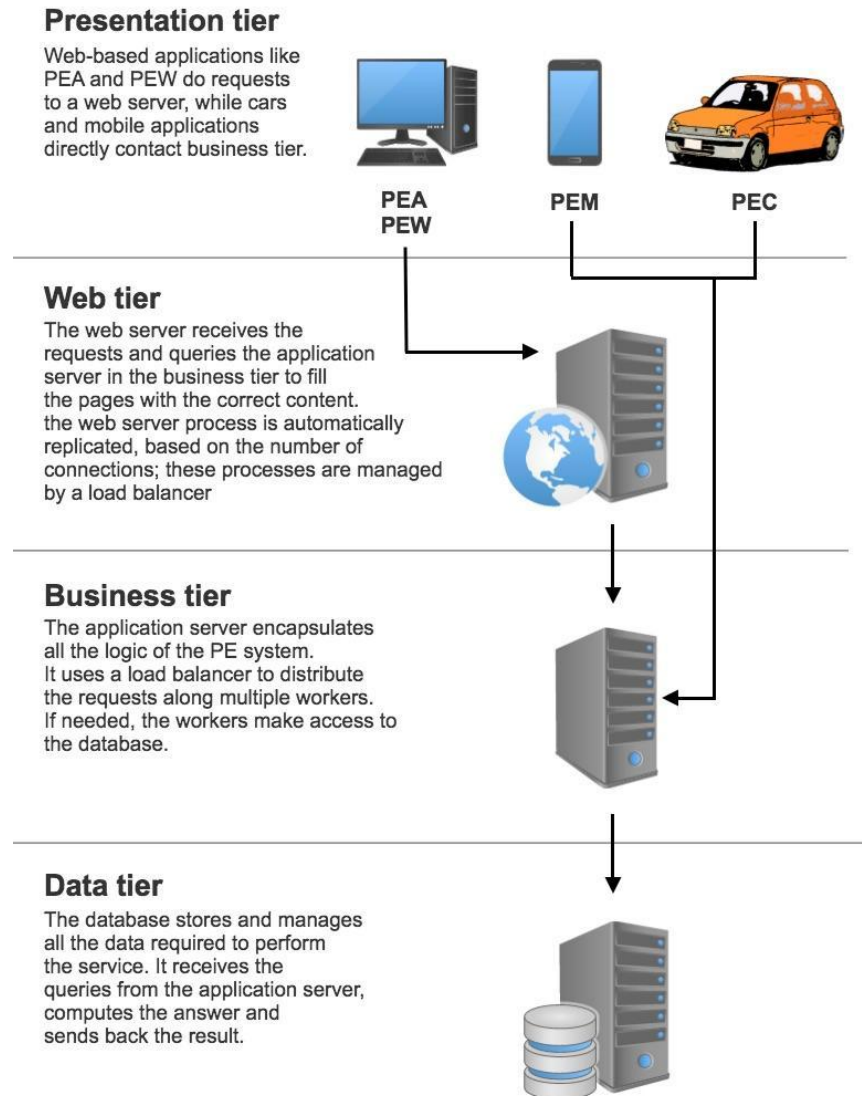 Presentation tier
Web-based applications like
PEA and PEW do requests
to a web server, while cars
and mobile applications
directly contact business tier.
PEA
PEW
PEM
PEC
Web tier
The web server receives the
requests and queries the application
server in the business tier to fill
the pages with the correct content.
the web server process is automatically
replicated, based on the number of
connections; these processes are managed
by a load balancer
Business tier
The application server encapsulates
all the logic of the PE system.
It uses a load balancer to distribute
the requests along multiple workers.
If needed, the workers make access to
the database.
Data tier
The database stores and manages
all the data required to perform
the service. It receives the
queries from the application server,
computes the answer and
sends back the result.